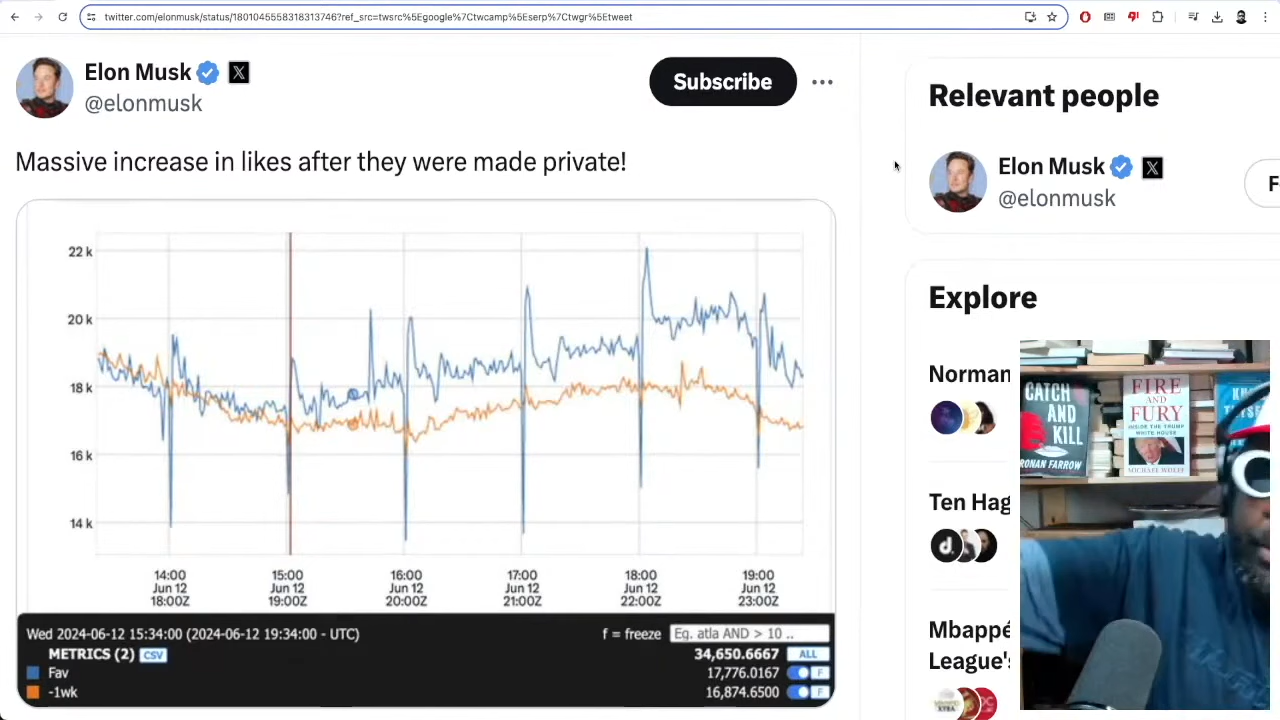 twitter.com/elonmusk/status/1801045558318313746?ref_src=twsrc%5Egoogle%7Ctwcamp%5Eserp%7Ctwgr%5Etweet
Elon Musk
@elonmusk
Subscribe
Massive increase in likes after they were made private!
22 k
20 k
18 k
16 k
14 k
14:00 15:00 16:00 17:00 18:00 19:00
Jun 12 Jun 12 Jun 12 Jun 12 Jun 12 Jun 12
18:00Z 19:00Z 20:00Z 21:00Z 22:00Z 23:00Z
Wed 2024-06-12 15:34:00 (2024-06-12 19:34:00 - UTC) f = freeze Eg. atla AND > 10 ..
METRICS (2) CSV 34,650.6667 ALL
Fav 17,776.0167 F
-1wk 16,874.6500 F
Relevant people
Elon Musk
@elonmusk
F
Explore
Norman
Ten Hag
Mbappé
League's
CATCH
AND
KILL
RONAN FARROW
FIRE
AND
FURY
INSIDE THE TRUMP
WHITE HOUSE
MICHAEL WOLFF